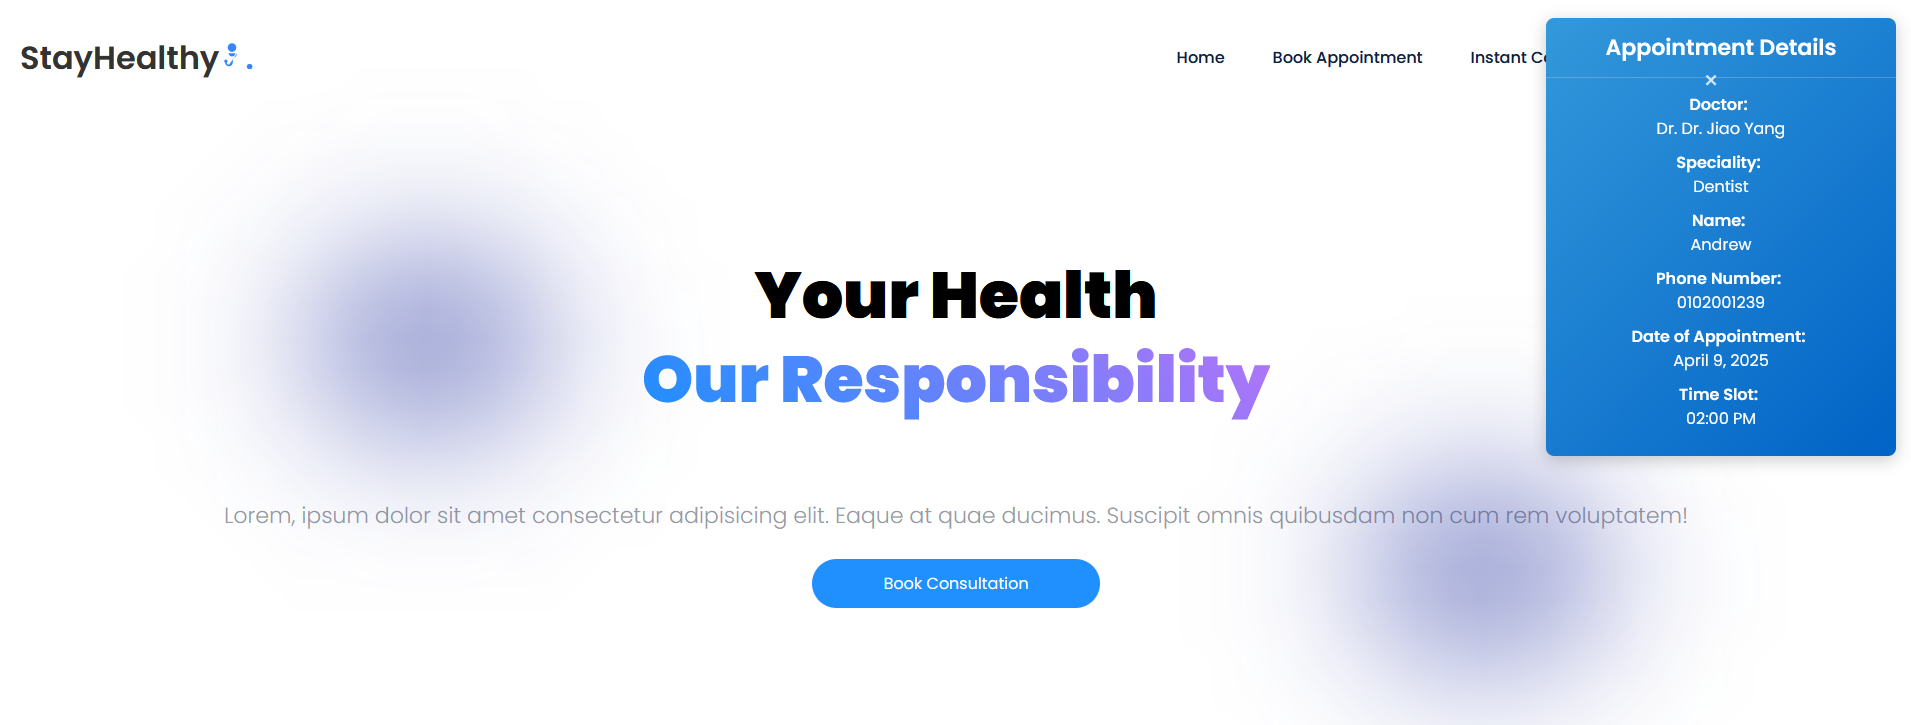 StayHealthy
Home
Book Appointment
Instant Co
Appointment Details
×
Doctor:
Dr. Dr. Jiao Yang
Speciality:
Dentist
Name:
Andrew
Phone Number:
0102001239
Date of Appointment:
April 9, 2025
Time Slot:
02:00 PM
Your Health
Our Responsibility
Lorem, ipsum dolor sit amet consectetur adipisicing elit. Eaque at quae ducimus. Suscipit omnis quibusdam non cum rem voluptatem!
Book Consultation